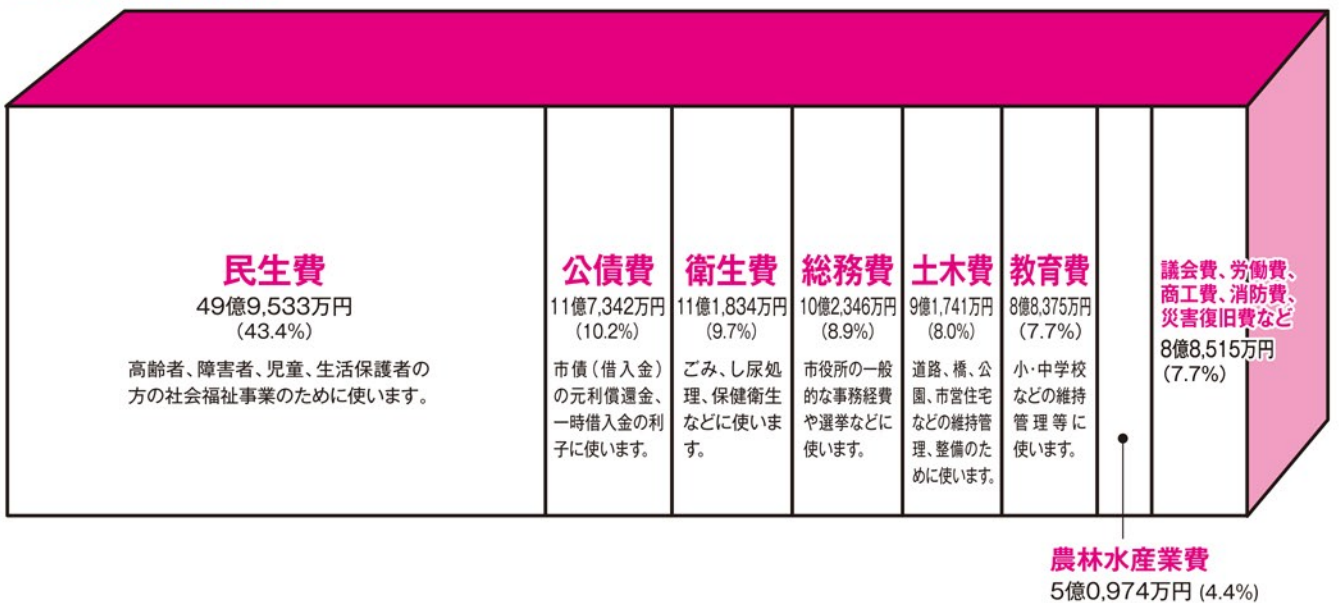 民生費
49億9,533万円
(43.4%)
高齢者、障害者、児童、生活保護者の
方の社会福祉事業のために使います。
公債費
11億7,342万円
(10.2%)
市債（借入金）
の元利償還金、
一時借入金の利
子に使います。
衛生費
11億1,834万円
(9.7%)
ごみ、し尿処
理、保健衛生
などに使いま
す。
総務費
10億2,346万円
(8.9%)
市役所の一般
的な事務経費
や選挙などに
使います。
土木費
9億1,741万円
(8.0%)
道路、橋、公
園、市営住宅
などの維持管
理、整備のた
めに使います。
教育費
8億8,375万円
(7.7%)
小・中学校
などの維持
管理等に
使います。
議会費、労働費、
商工費、消防費、
災害復旧費など
8億8,515万円
(7.7%)
農林水産業費
5億0,974万円 (4.4%)